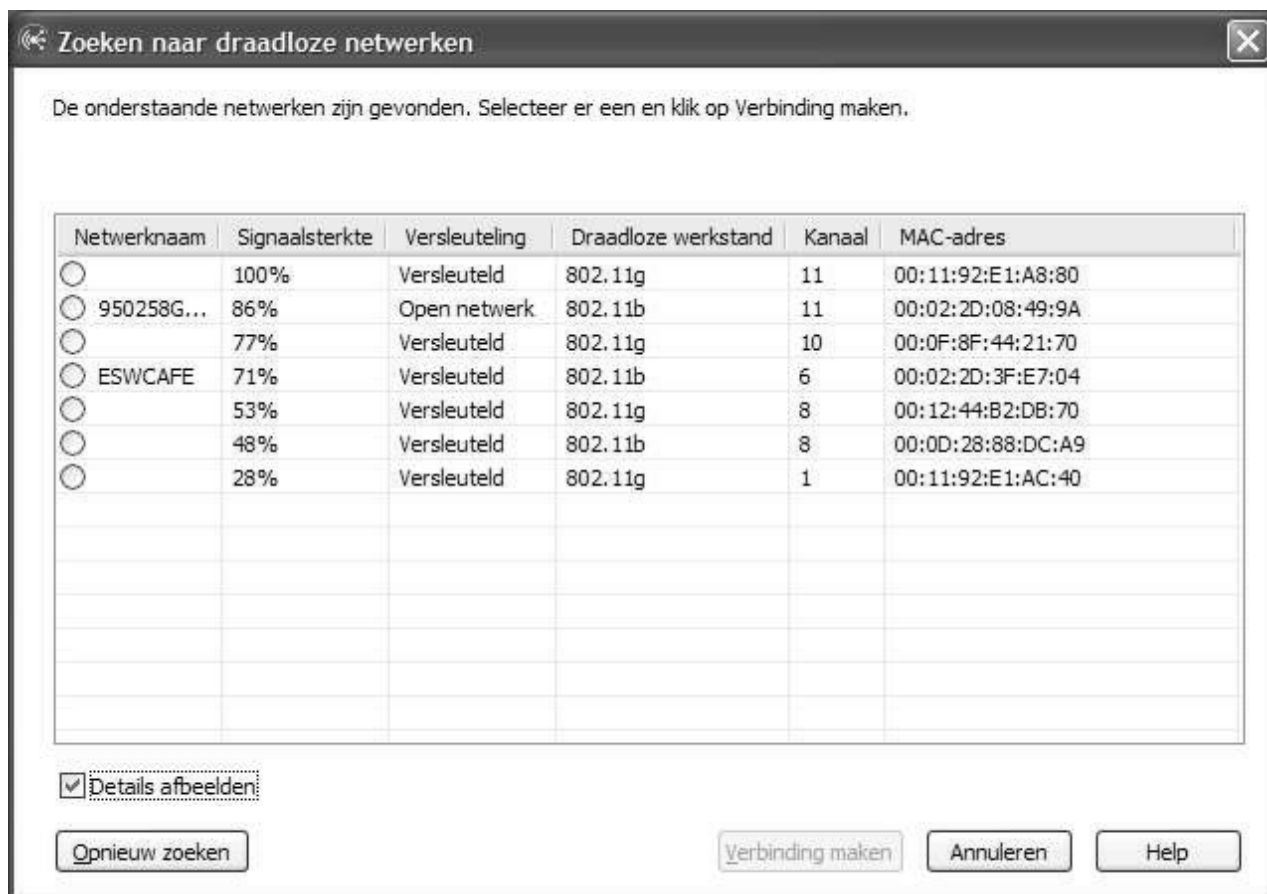 Zoeken naar draadloze netwerken
De onderstaande netwerken zijn gevonden. Selecteer er een en klik op Verbinding maken.
Netwerknaam Signaalsterkte Versleuteling Draadloze werkstand Kanaal MAC-adres
100% Versleuteld 802.11g 11 00:11:92:E1:A8:80
950258G... 86% Open netwerk 802.11b 11 00:02:2D:08:49:9A
77% Versleuteld 802.11g 10 00:0F:8F:44:21:70
ESWCAFE 71% Versleuteld 802.11b 6 00:02:2D:3F:E7:04
53% Versleuteld 802.11g 8 00:12:44:B2:DB:70
48% Versleuteld 802.11b 8 00:0D:28:88:DC:A9
28% Versleuteld 802.11g 1 00:11:92:E1:AC:40
Details afbeelden
Opnieuw zoeken Verbinding maken Annuleren Help